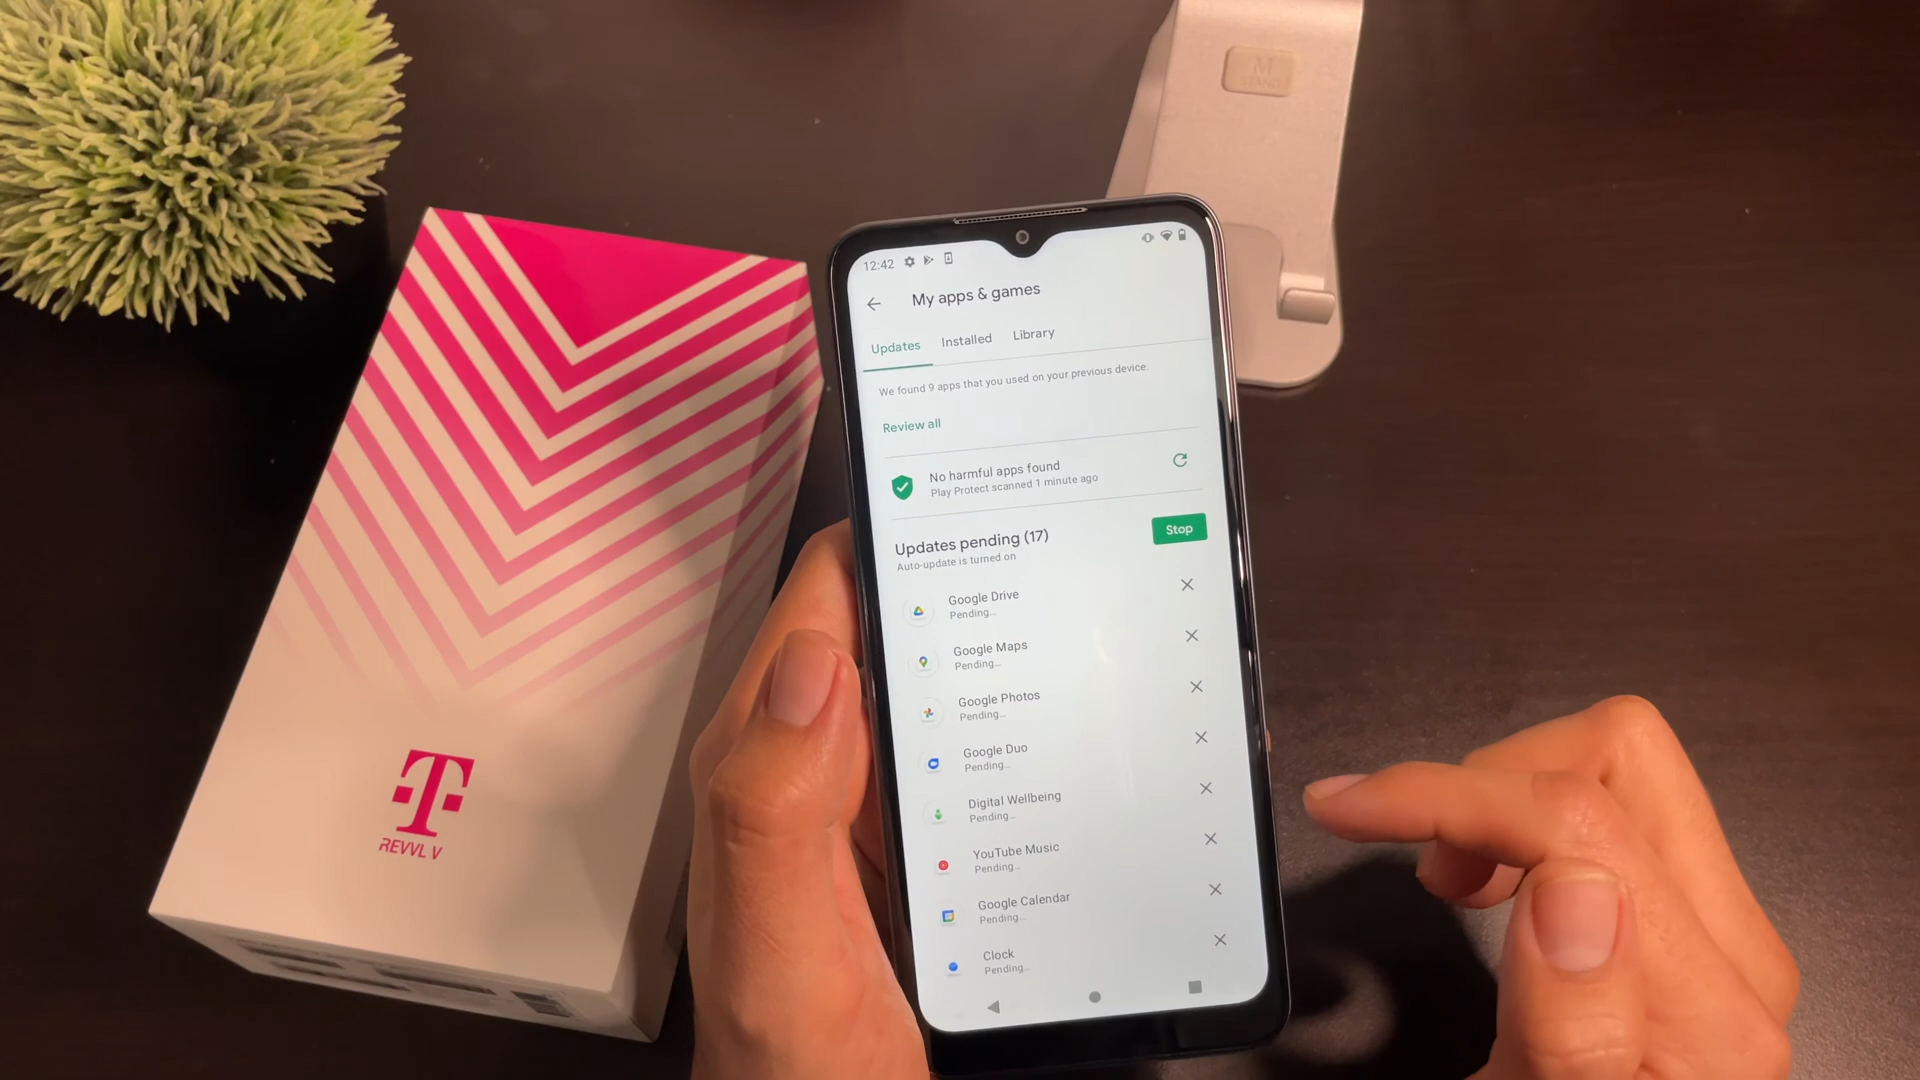 M
STAND
12:42
My apps & games
Updates Installed Library
We found 9 apps that you used on your previous device.
Review all
No harmful apps found
Play Protect scanned 1 minute ago
Updates pending (17)
Stop
Auto-update is turned on
Google Drive
Pending...
Google Maps
Pending...
Google Photos
Pending...
Google Duo
Pending...
Digital Wellbeing
Pending...
YouTube Music
Pending...
Google Calendar
Pending...
Clock
Pending...
T
REVVL V